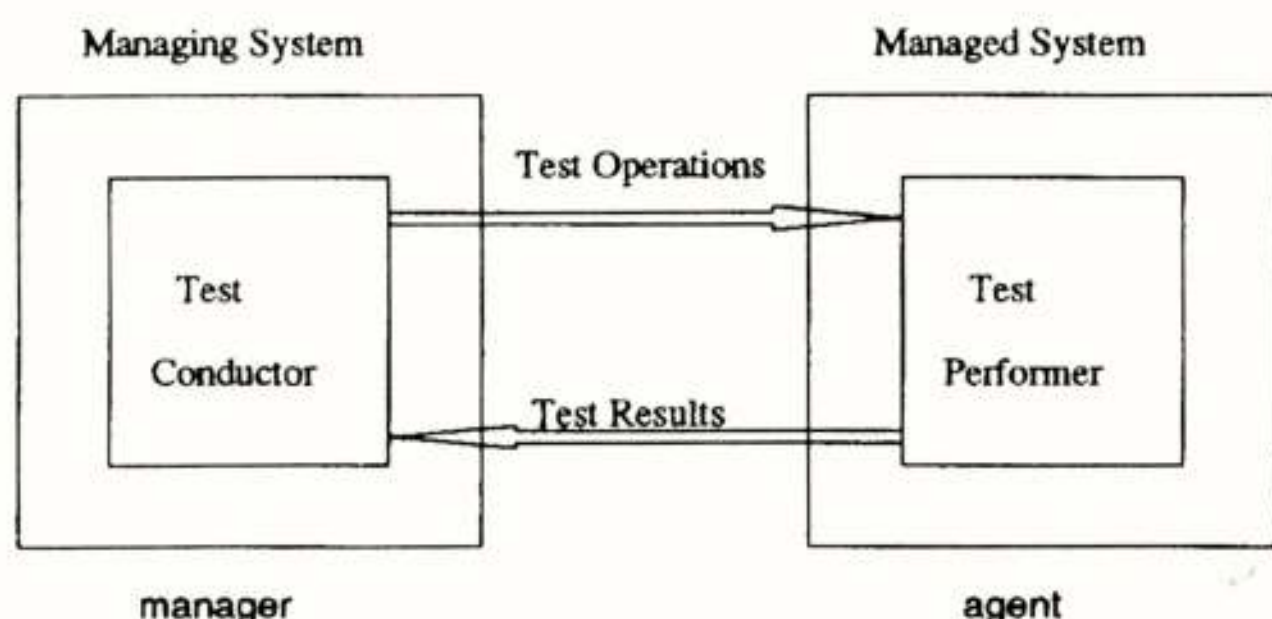 Managing System
Managed System
Test Operations
Test
Conductor
Test
Performer
Test Results
manager
agent